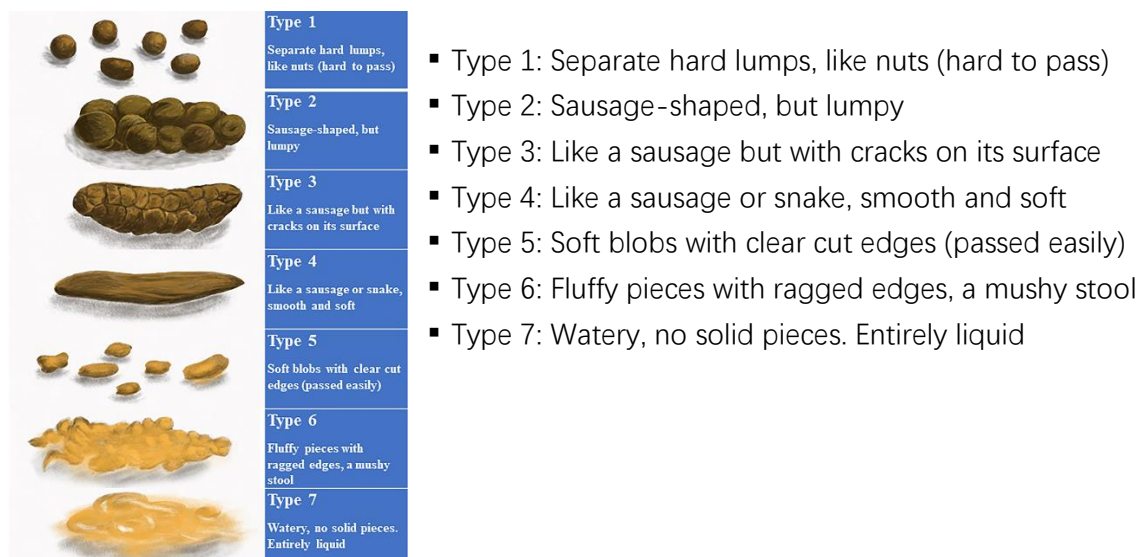 Type 1
Separate hard lumps,
like nuts (hard to pass)
Type 2
Sausage-shaped, but
lumpy
Type 3
Like a sausage but with
cracks on its surface
Type 4
Like a sausage or snake,
smooth and soft
Type 5
Soft blobs with clear cut
edges (passed easily)
Type 6
Fluffy pieces with
ragged edges, a mushy
stool
Type 7
Watery, no solid pieces.
Entirely liquid
▪ Type 1: Separate hard lumps, like nuts (hard to pass)
▪ Type 2: Sausage-shaped, but lumpy
▪ Type 3: Like a sausage but with cracks on its surface
▪ Type 4: Like a sausage or snake, smooth and soft
▪ Type 5: Soft blobs with clear cut edges (passed easily)
▪ Type 6: Fluffy pieces with ragged edges, a mushy stool
▪ Type 7: Watery, no solid pieces. Entirely liquid